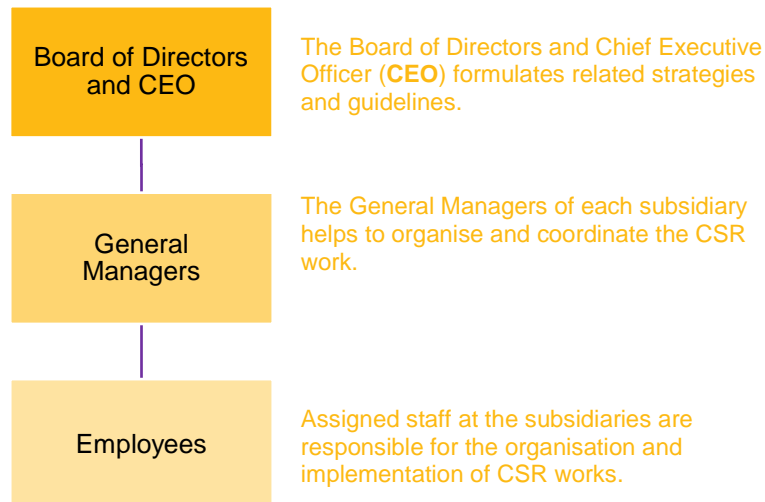 Board of Directors
and CEO
The Board of Directors and Chief Executive
Officer (CEO) formulates related strategies
and guidelines.
General
Managers
The General Managers of each subsidiary
helps to organise and coordinate the CSR
work.
Employees
Assigned staff at the subsidiaries are
responsible for the organisation and
implementation of CSR works.